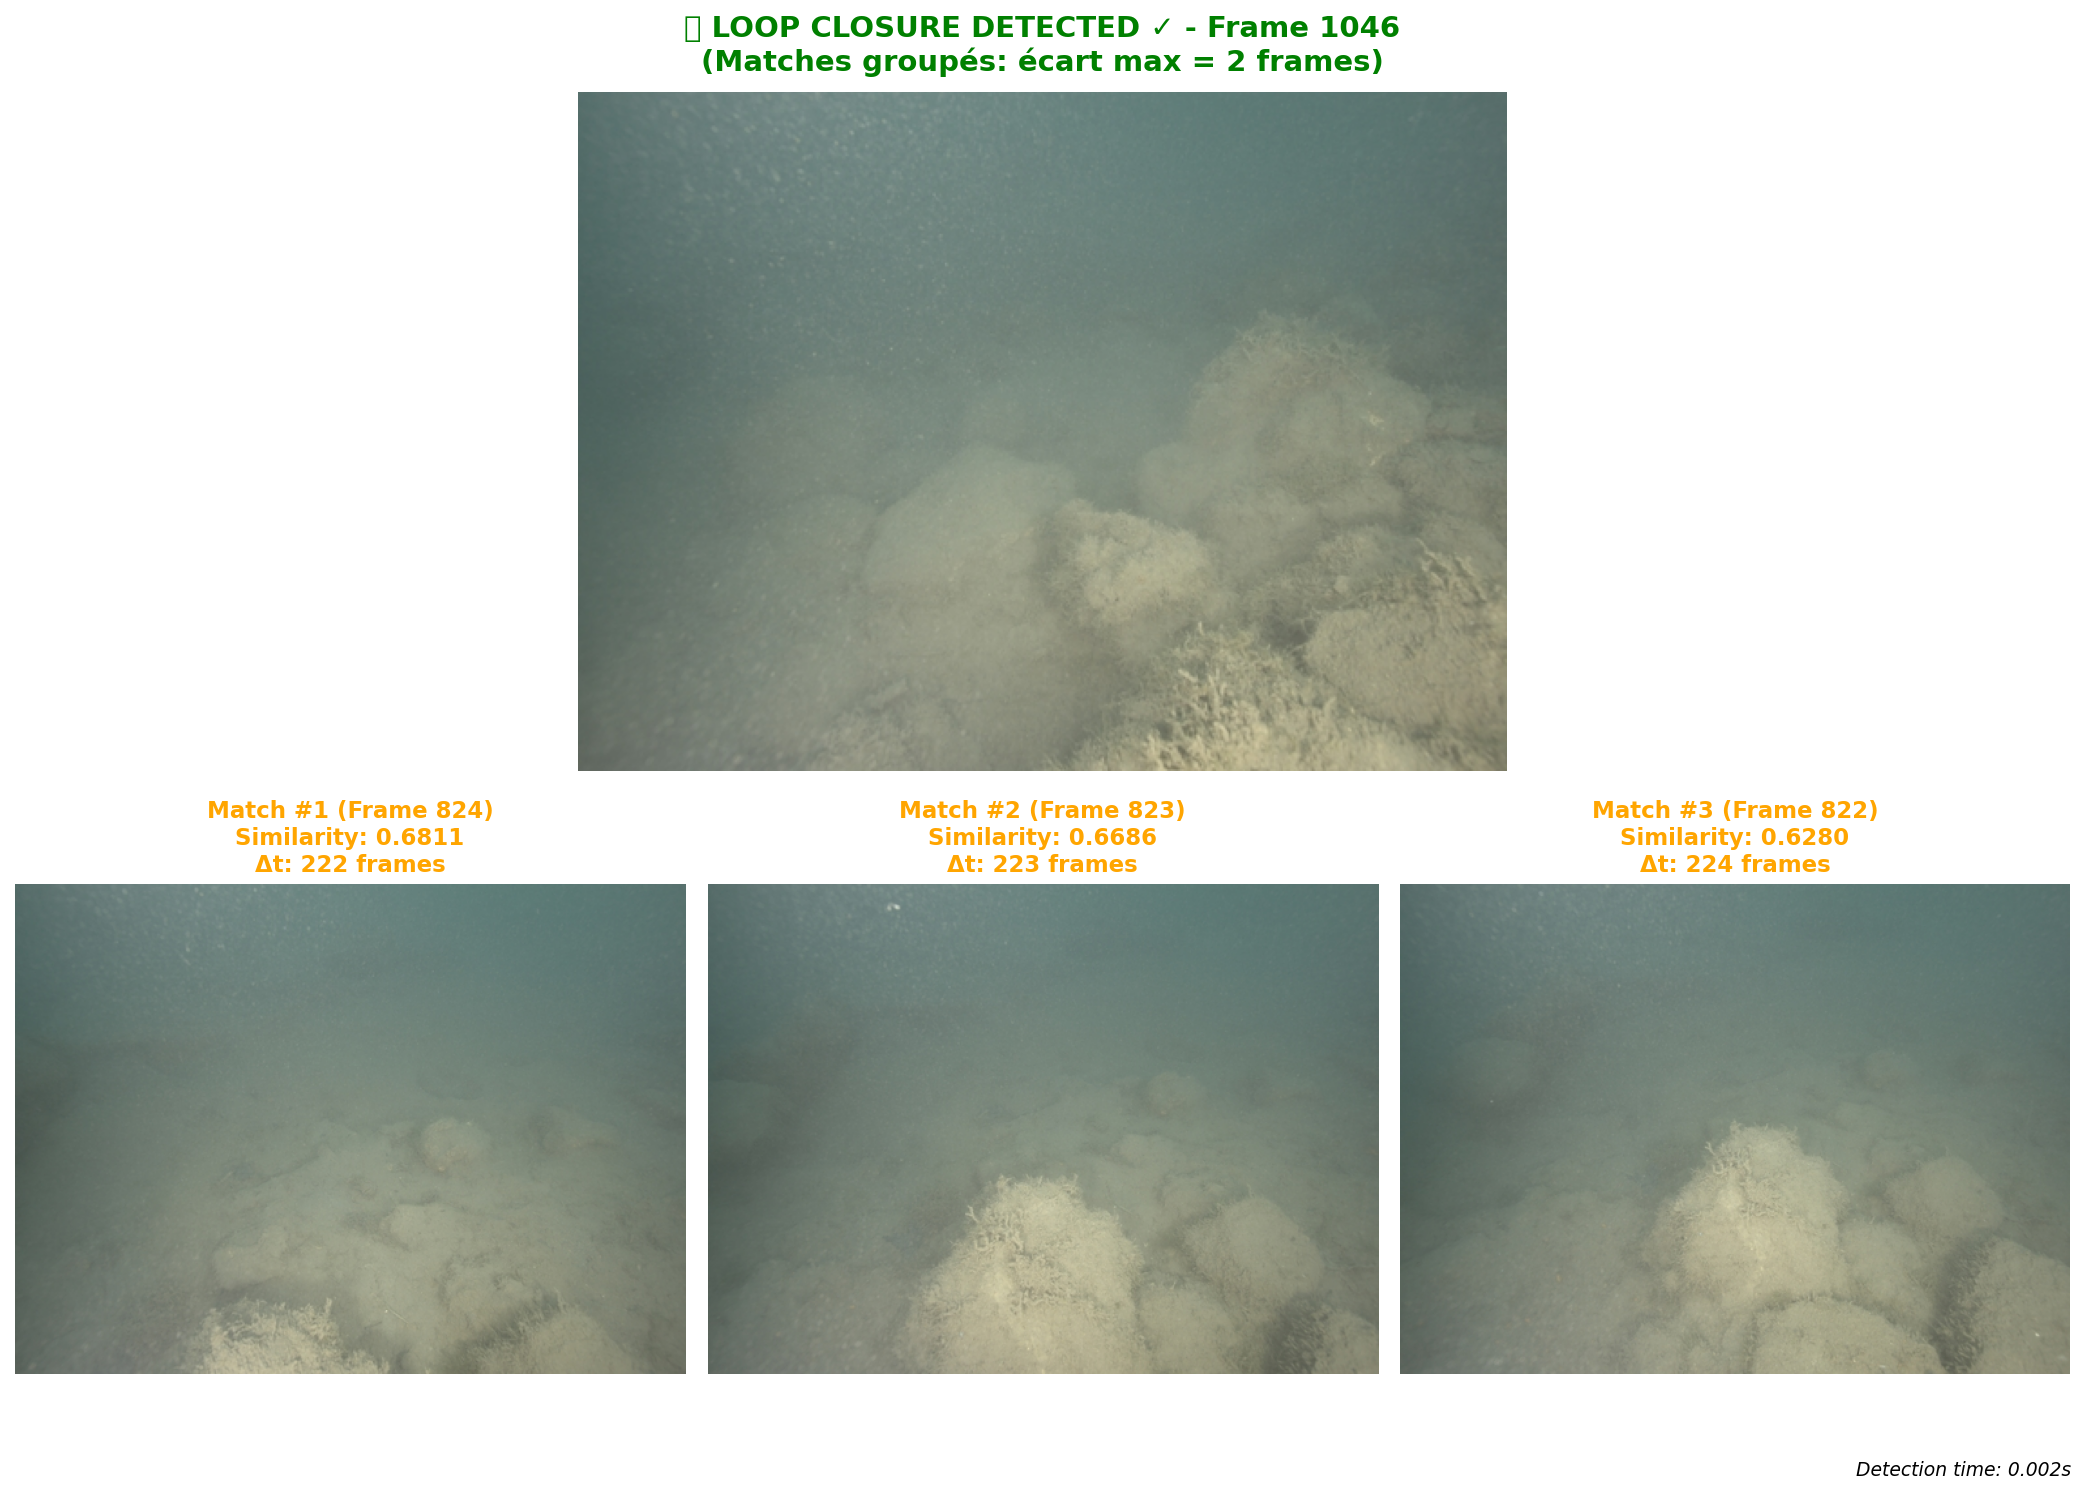 LOOP CLOSURE DETECTED ✓ - Frame 1046
(Matches groupés: écart max = 2 frames)
Match #1 (Frame 824)
Similarity: 0.6811
Δt: 222 frames
Match #2 (Frame 823)
Similarity: 0.6686
Δt: 223 frames
Match #3 (Frame 822)
Similarity: 0.6280
Δt: 224 frames
Detection time: 0.002s